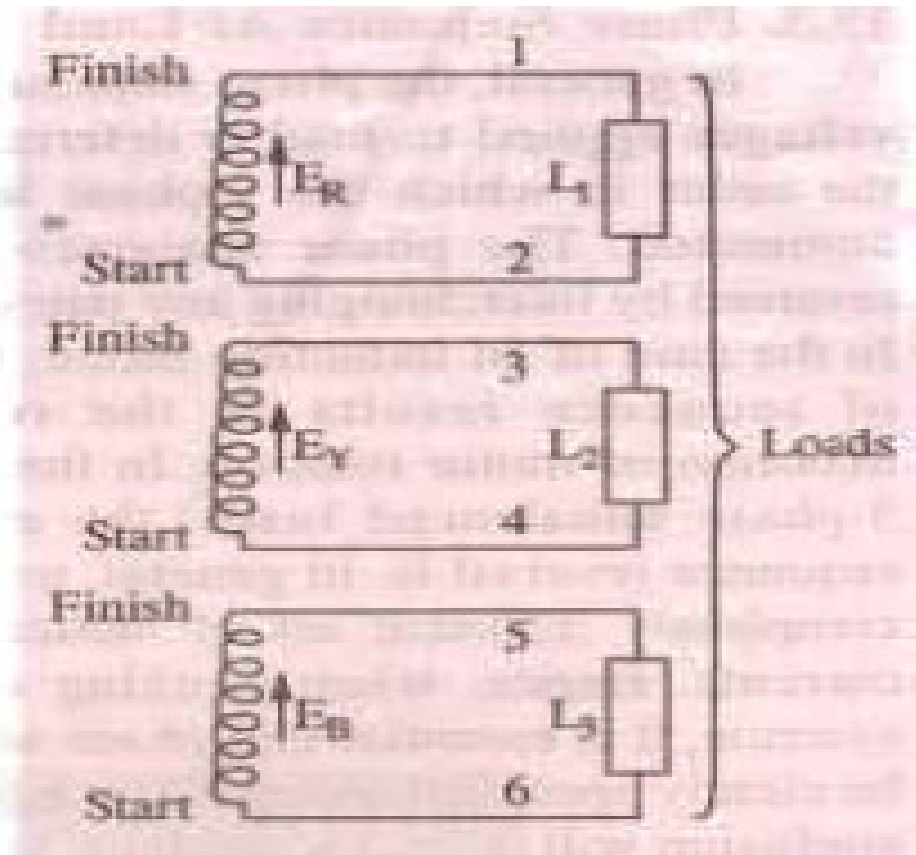 Finish
1
E_R
L_1
Start
2
Finish
3
E_Y
L_2
Loads
Start
4
Finish
5
E_B
L_3
Start
6